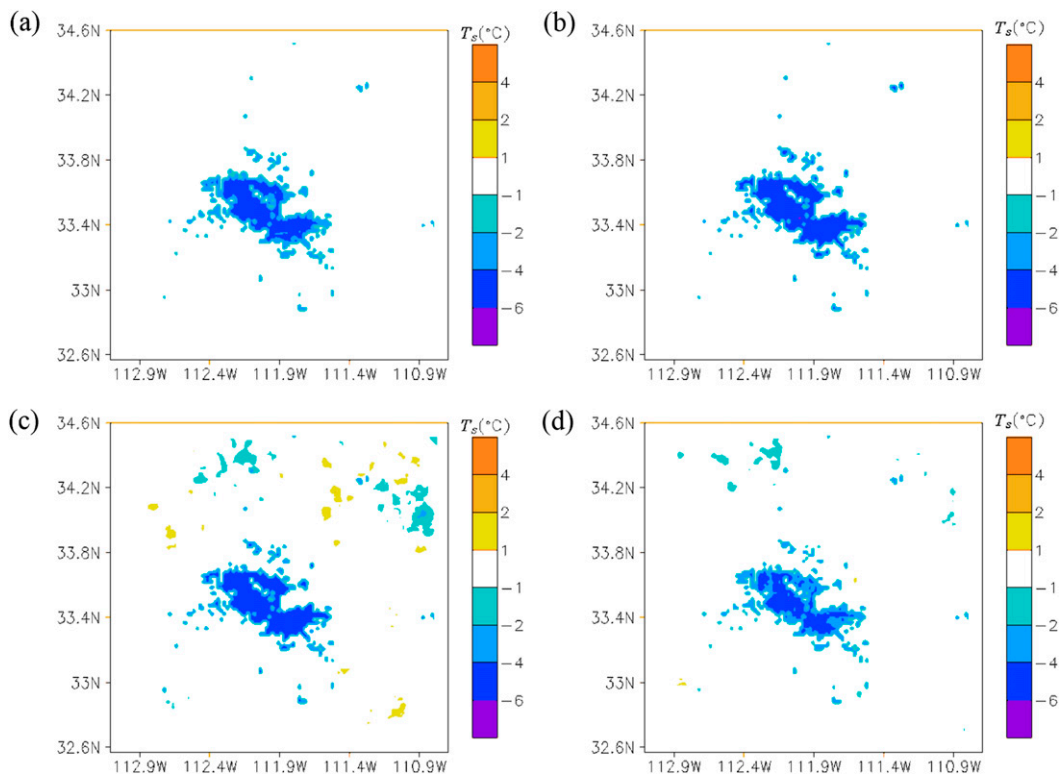 (a)
34.6N
34.2N
33.8N
33.4N
33N
32.6N
112.9W 112.4W 111.9W 111.4W 110.9W
Ts(°C)
4
2
1
−1
−2
−4
−6
(b)
34.6N
34.2N
33.8N
33.4N
33N
32.6N
112.9W 112.4W 111.9W 111.4W 110.9W
Ts(°C)
4
2
1
−1
−2
−4
−6
(c)
34.6N
34.2N
33.8N
33.4N
33N
32.6N
112.9W 112.4W 111.9W 111.4W 110.9W
Ts(°C)
4
2
1
−1
−2
−4
−6
(d)
34.6N
34.2N
33.8N
33.4N
33N
32.6N
112.9W 112.4W 111.9W 111.4W 110.9W
Ts(°C)
4
2
1
−1
−2
−4
−6